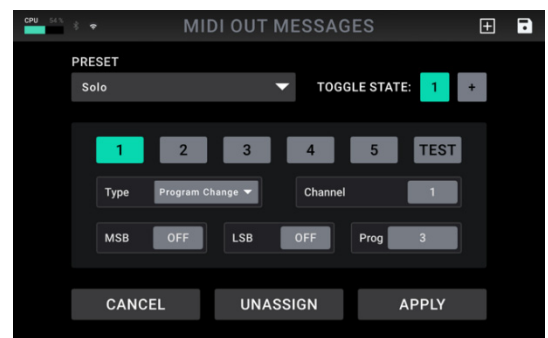 CPU 54% MIDI OUT MESSAGES
PRESET
Solo TOGGLE STATE: 1 +
1 2 3 4 5 TEST
Type Program Change Channel 1
MSB OFF LSB OFF Prog 3
CANCEL UNASSIGN APPLY